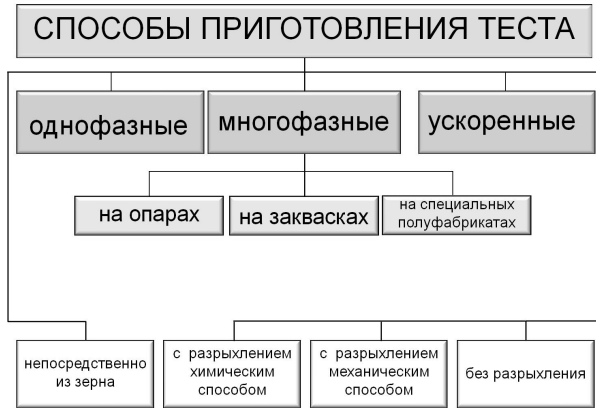 СПОСОБЫ ПРИГОТОВЛЕНИЯ ТЕСТА
однофазные
многофазные
ускоренные
на опарах
на заквасках
на специальных
полуфабрикатах
непосредственно
из зерна
с разрыхлением
химическим
способом
с разрыхлением
механическим
способом
без разрыхления